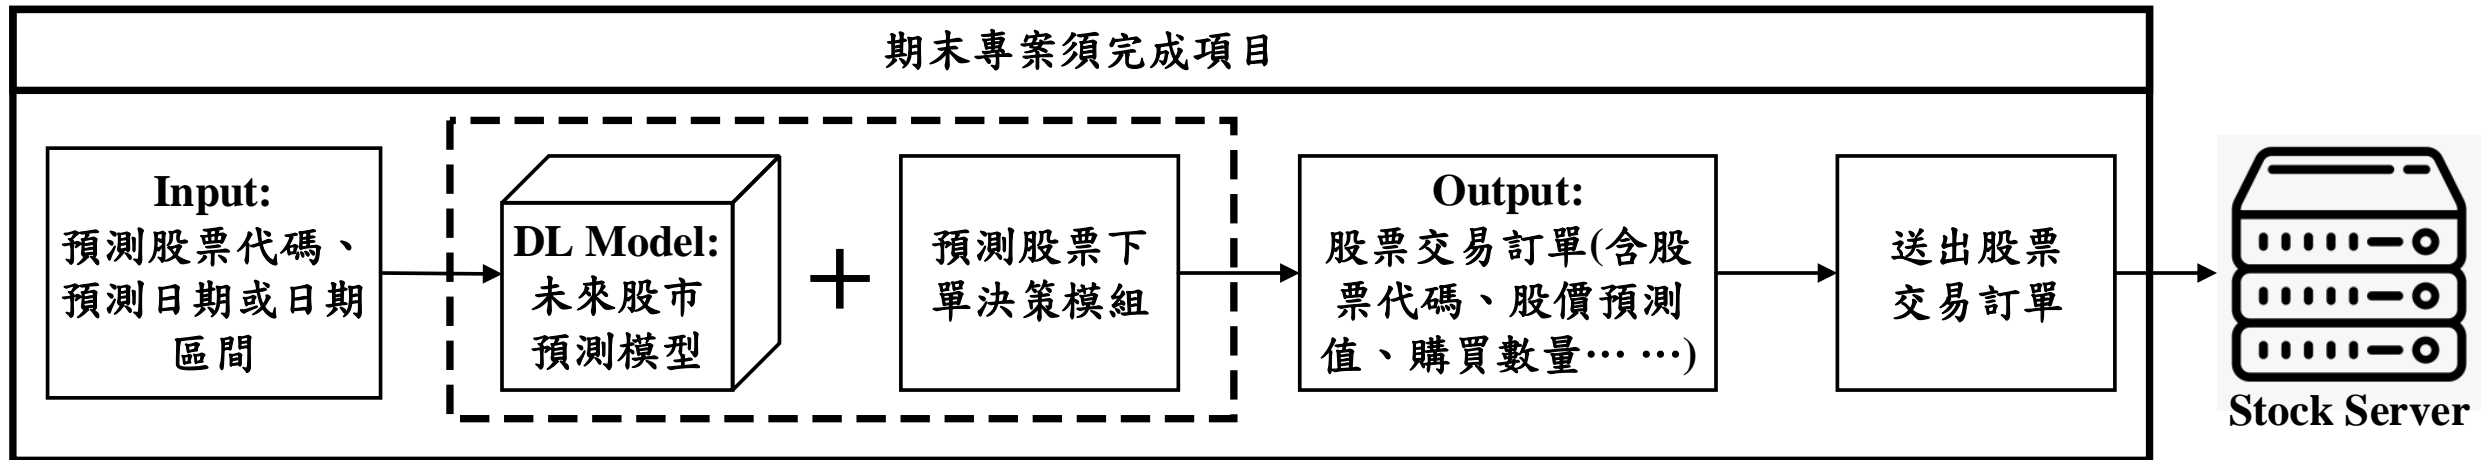 期末專案須完成項目
Input:
預測股票代碼、
預測日期或日期
區間
DL Model:
未來股市
預測模型
+
預測股票下
單決策模組
Output:
股票交易訂單(含股
票代碼、股價預測
值、購買數量⋯ ⋯)
送出股票
交易訂單
Stock Server